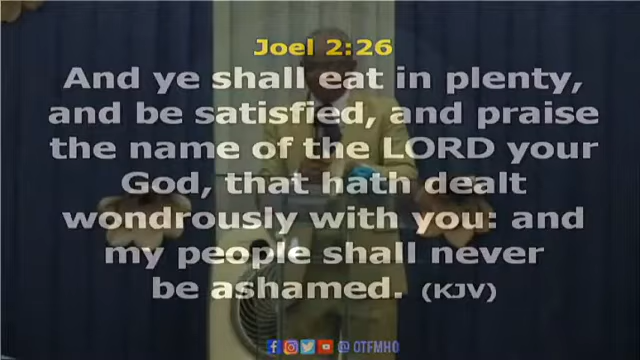 Joel 2:26
And ye shall eat in plenty,
and be satisfied, and praise
the name of the LORD your
God, that hath dealt
wondrously with you: and
my people shall never
be ashamed. (KJV)
@ OTFMHO